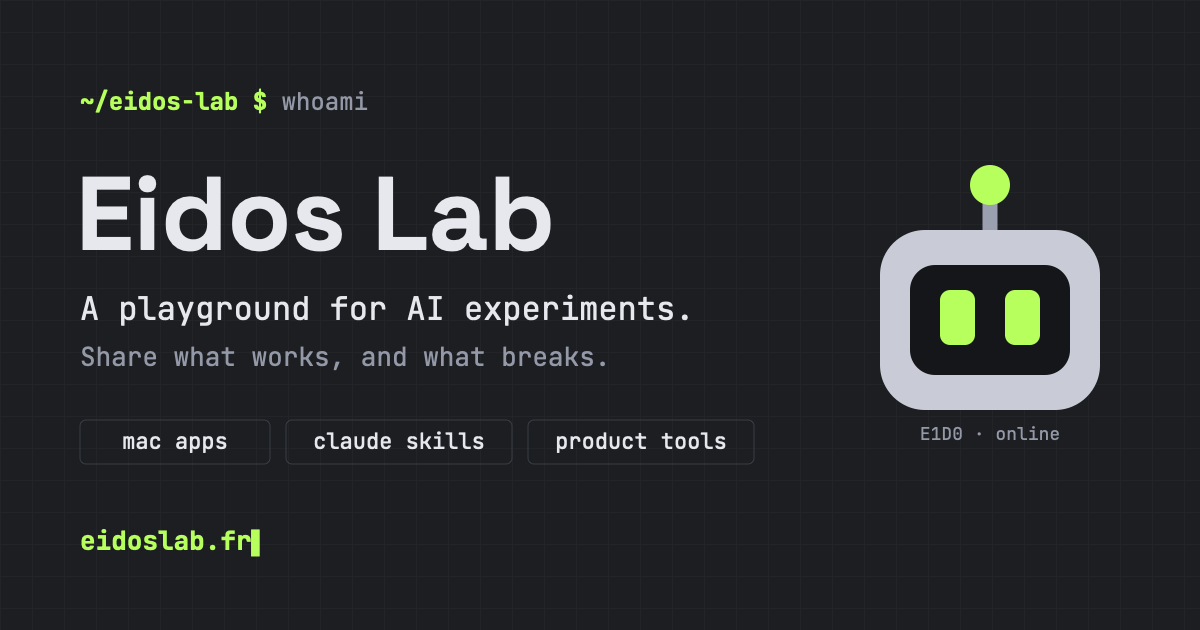 ~/eidos-lab $ whoami
Eidos Lab
A playground for AI experiments.
Share what works, and what breaks.
mac apps claude skills product tools
E1D0 · online
eidoslab.fr